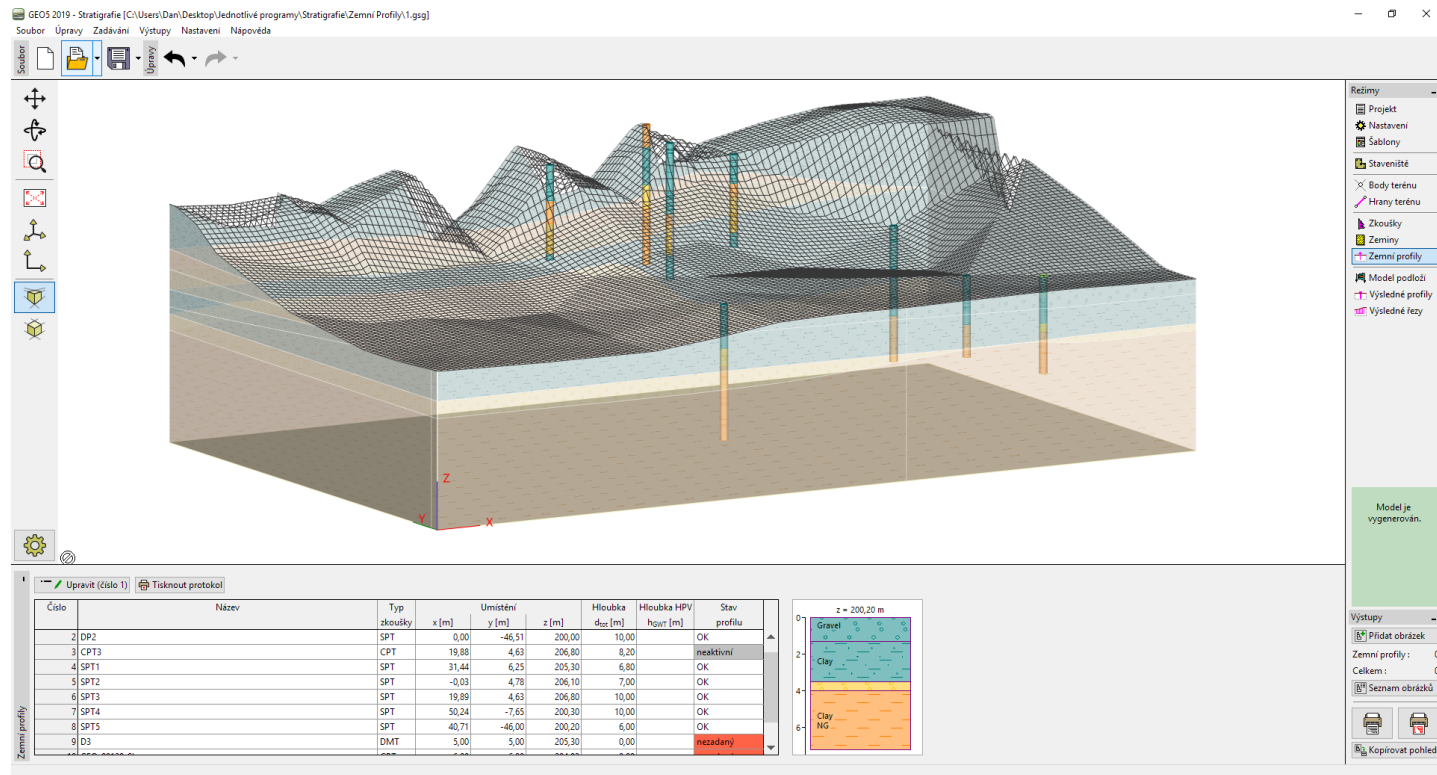 GEO5 2019 - Stratigrafie [C:\Users\Dan\Desktop\Jednotlivé programy\Stratigrafie\Zemní Profily\1.gsg]
Soubor Úpravy Zadávání Výstupy Nastavení Nápověda
Soubor
Úpravy
Z
Y
X
Režimy
Projekt
Nastavení
Šablony
Staveniště
Body terénu
Hrany terénu
Zkoušky
Zeminy
Zemní profily
Model podloží
Výsledné profily
Výsledné řezy
Model je
vygenerován.
Zemní profily
Upravit (číslo 1) Tisknout protokol
Číslo Název Typ Umístění Hloubka Hloubka HPV Stav
zkoušky x [m] y [m] z [m] dtot [m] hGWT [m] profilu
2 DP2 SPT 0,00 -46,51 200,00 10,00 OK
3 CPT3 CPT 19,88 4,63 206,80 8,20 neaktivní
4 SPT1 SPT 31,44 6,25 205,30 6,80 OK
5 SPT2 SPT -0,03 4,78 206,10 7,00 OK
6 SPT3 SPT 19,89 4,63 206,80 10,00 OK
7 SPT4 SPT 50,24 -7,65 200,30 10,00 OK
8 SPT5 SPT 40,71 -46,00 200,20 6,00 OK
9 D3 DMT 5,00 5,00 205,30 0,00 nezadaný
z = 200,20 m
0
Gravel
2
Clay
4
Clay
NG
6
Výstupy
Přidat obrázek
Zemní profily :
Celkem :
Seznam obrázků
Kopírovat pohled